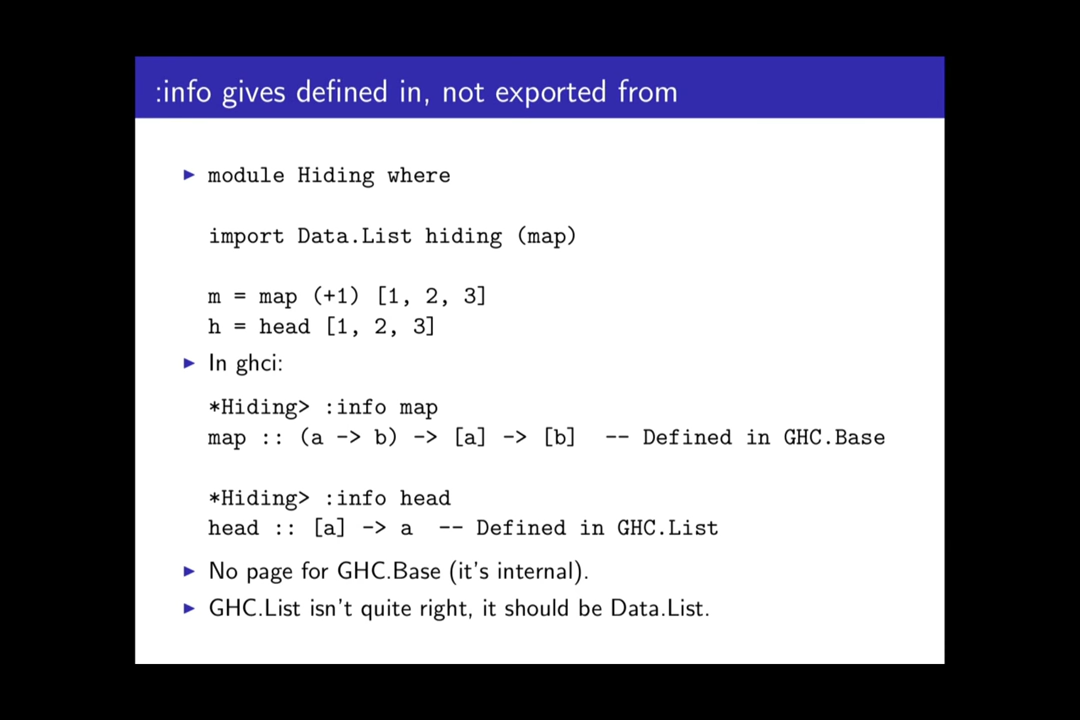 :info gives defined in, not exported from
▶ module Hiding where
import Data.List hiding (map)
m = map (+1) [1, 2, 3]
h = head [1, 2, 3]
▶ In ghci:
*Hiding> :info map
map :: (a -> b) -> [a] -> [b]  -- Defined in GHC.Base
*Hiding> :info head
head :: [a] -> a  -- Defined in GHC.List
▶ No page for GHC.Base (it's internal).
▶ GHC.List isn't quite right, it should be Data.List.